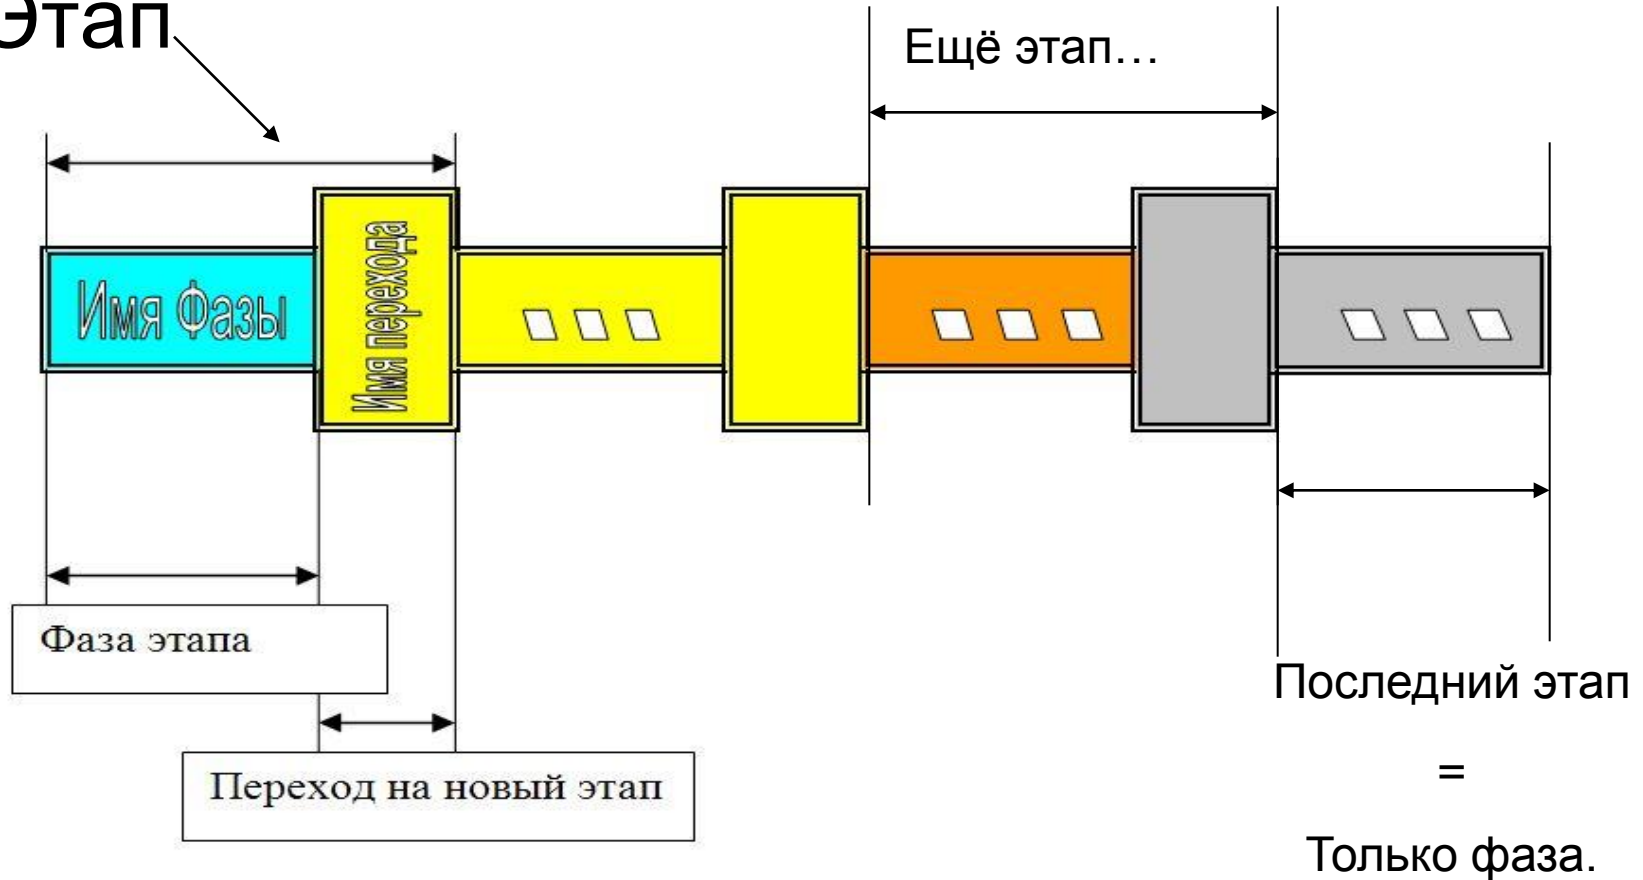 Этап
Ещё этап…
Имя Фазы
Имя перехода
Фаза этапа
Переход на новый этап
Последний этап
=
Только фаза.